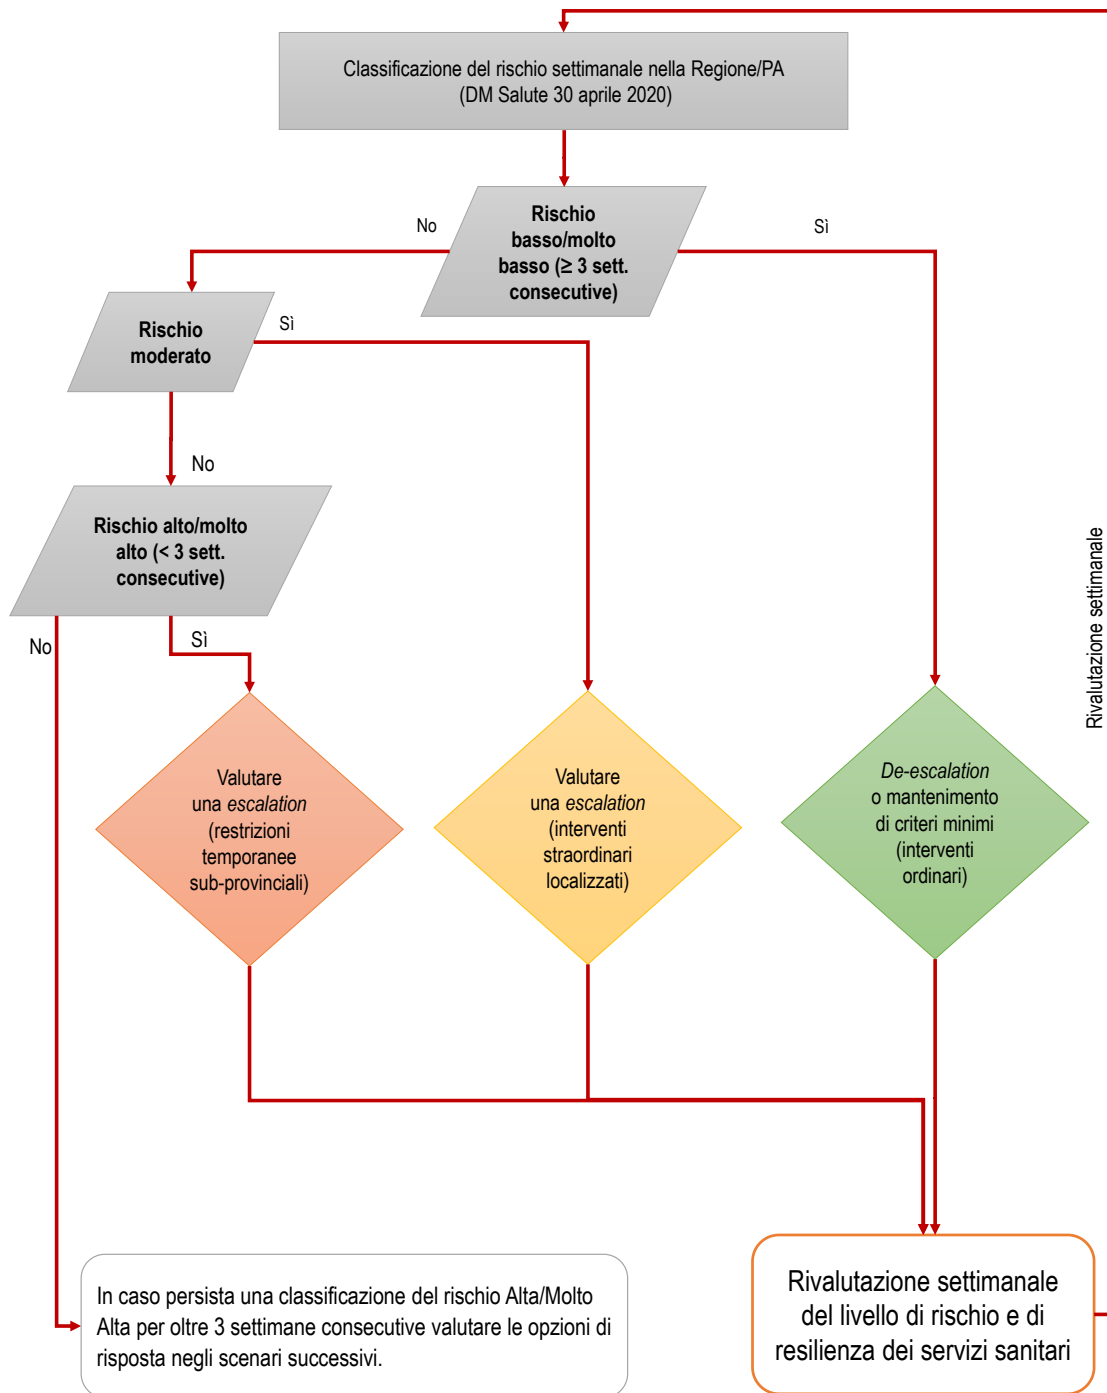 Classificazione del rischio settimanale nella Regione/PA
(DM Salute 30 aprile 2020)
Rischio
basso/molto
basso (≥ 3 sett.
consecutive)
No
Sì
Rischio
moderato
Sì
No
Rischio alto/molto
alto (< 3 sett.
consecutive)
No
Sì
Valutare
una escalation
(restrizioni
temporanee
sub-provinciali)
Valutare
una escalation
(interventi
straordinari
localizzati)
De-escalation
o mantenimento
di criteri minimi
(interventi
ordinari)
Rivalutazione settimanale
In caso persista una classificazione del rischio Alta/Molto
Alta per oltre 3 settimane consecutive valutare le opzioni di
risposta negli scenari successivi.
Rivalutazione settimanale
del livello di rischio e di
resilienza dei servizi sanitari